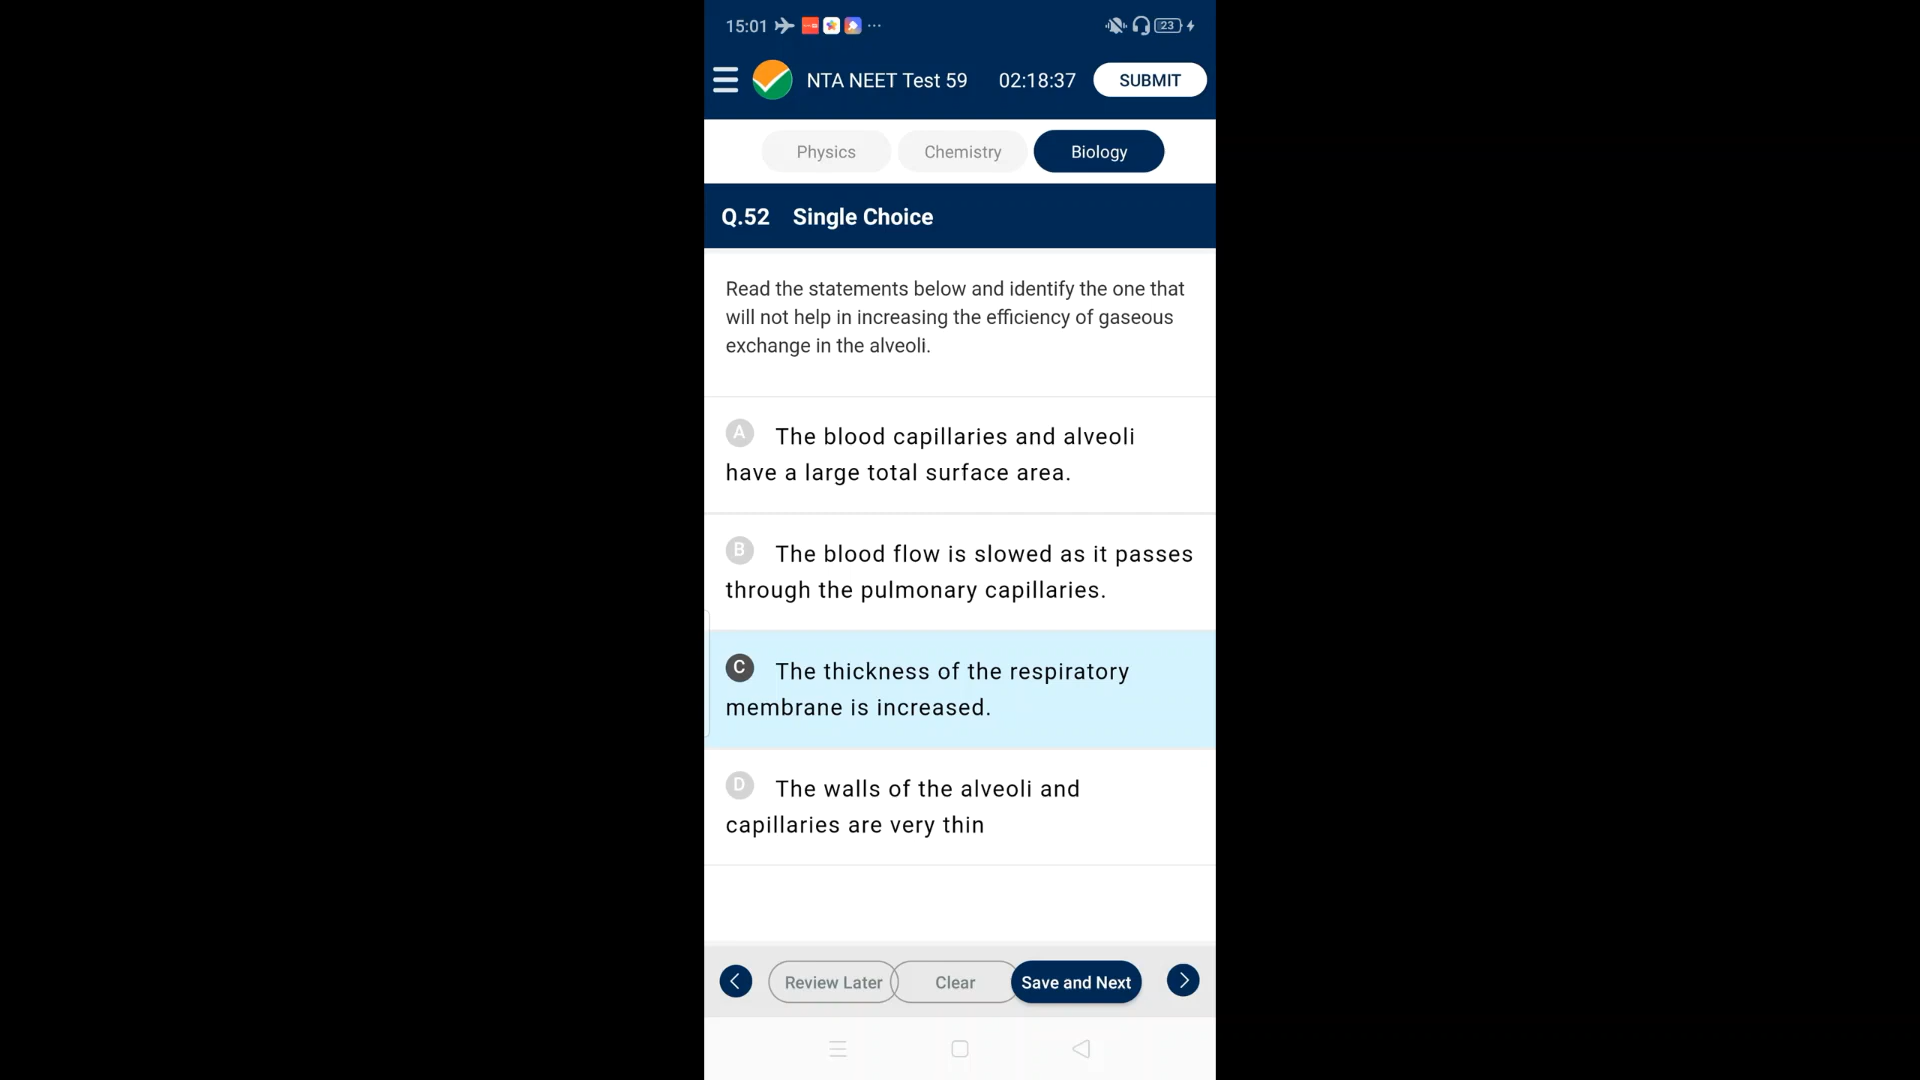 15:01 ... 23
NTA NEET Test 59 02:18:37 SUBMIT
Physics Chemistry Biology
Q.52 Single Choice
Read the statements below and identify the one that
will not help in increasing the efficiency of gaseous
exchange in the alveoli.
A The blood capillaries and alveoli
have a large total surface area.
B The blood flow is slowed as it passes
through the pulmonary capillaries.
C The thickness of the respiratory
membrane is increased.
D The walls of the alveoli and
capillaries are very thin
Review Later Clear Save and Next